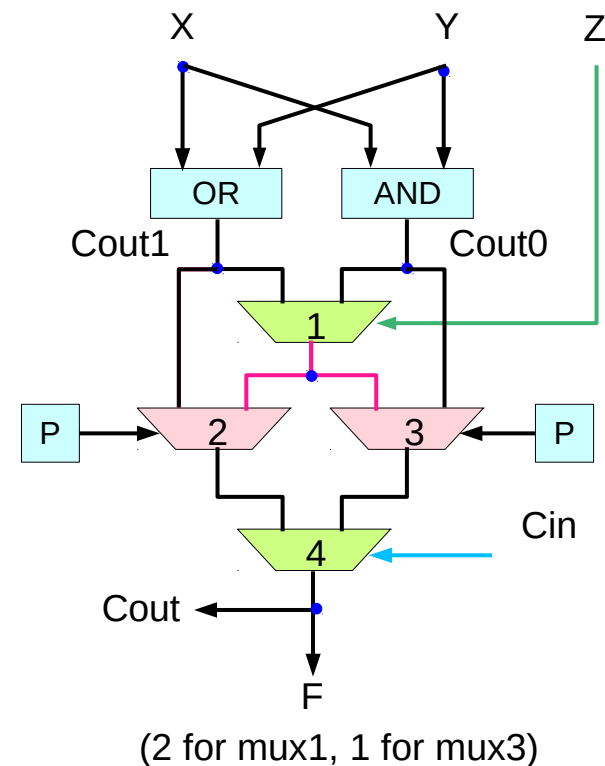 X Y Z
OR AND
Cout1 Cout0
1
P 2 3 P
Cin
4
Cout
F
(2 for mux1, 1 for mux3)